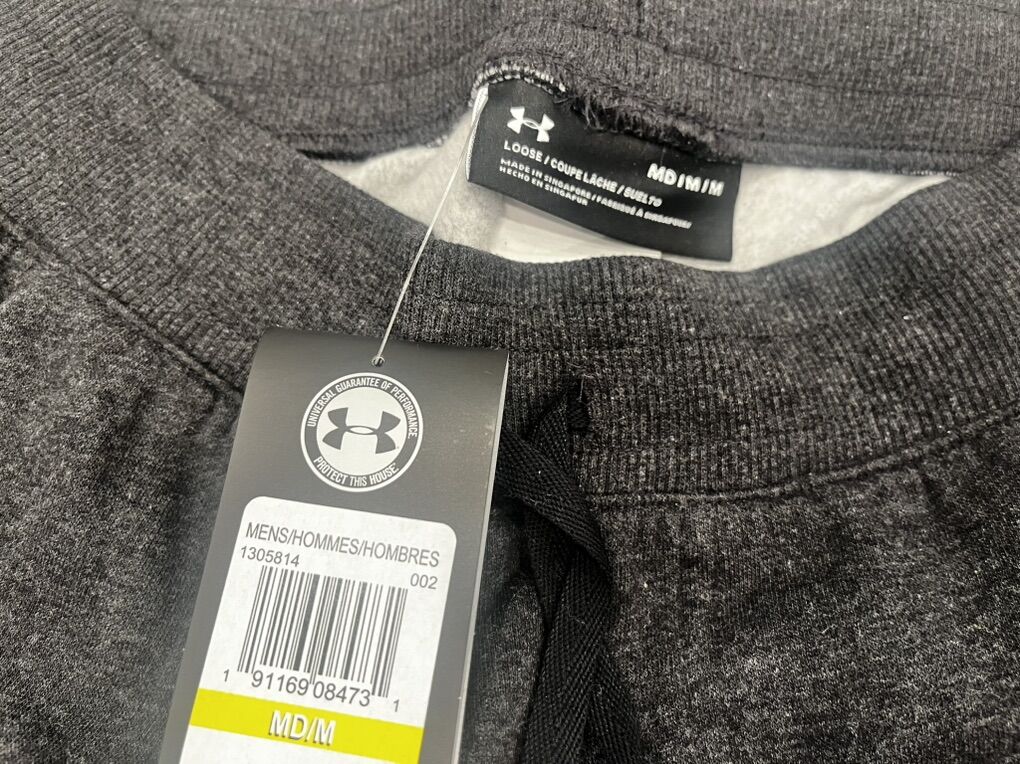 LOOSE / COUPE LÂCHE / SUELTO
MD/M/M
MADE IN SINGAPORE / FABRIQUÉ À SINGAPOUR/
HECHO EN SINGAPUR
UNIVERSAL GUARANTEE OF PERFORMANCE.
PROTECT THIS HOUSE.
MENS/HOMMES/HOMBRES
1305814
002
1 91169 08473 1
MD/M